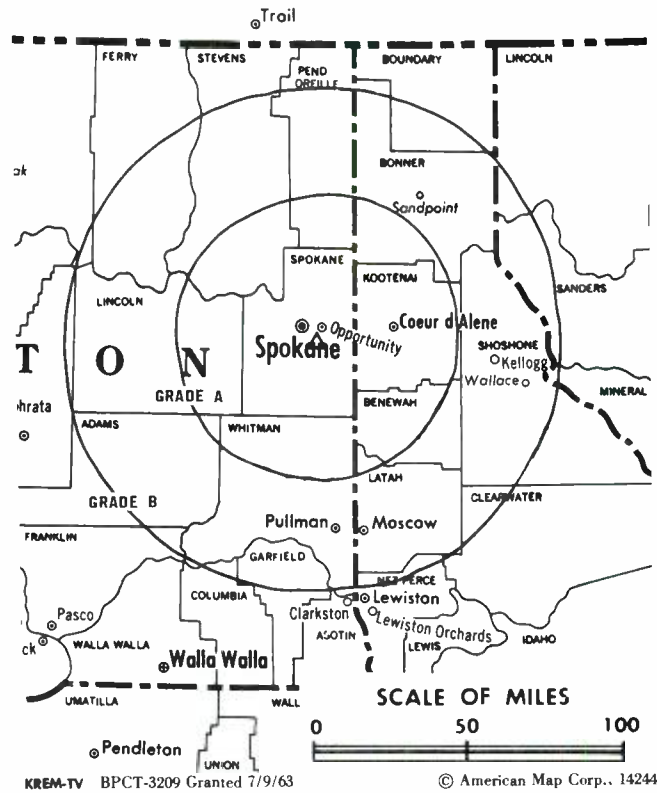 Trail
FERRY
STEVENS
PEND
OREILLE
BOUNDARY
LINCOLN
ak
BONNER
Sandpoint
SPOKANE
KOOTENAI
SANDERS
LINCOLN
Spokane
Opportunity
Coeur d'Alene
SHOSHONE
Kellogg
T O N
GRADE A
Wallace
MINERAL
BENEWAH
hrata
ADAMS
WHITMAN
LATAH
CLEARWATER
GRADE B
Pullman
Moscow
FRANKLIN
GARFIELD
NEZ PERCE
COLUMBIA
Clarkston
Lewiston
Lewiston Orchards
Pasco
ck
WALLA WALLA
ASOTIN
LEWIS
IDAHO
Walla Walla
UMATILLA
WALL
SCALE OF MILES
0 50 100
Pendleton
UNION
KREM-TV BPCT-3209 Granted 7/9/63
© American Map Corp., 14244